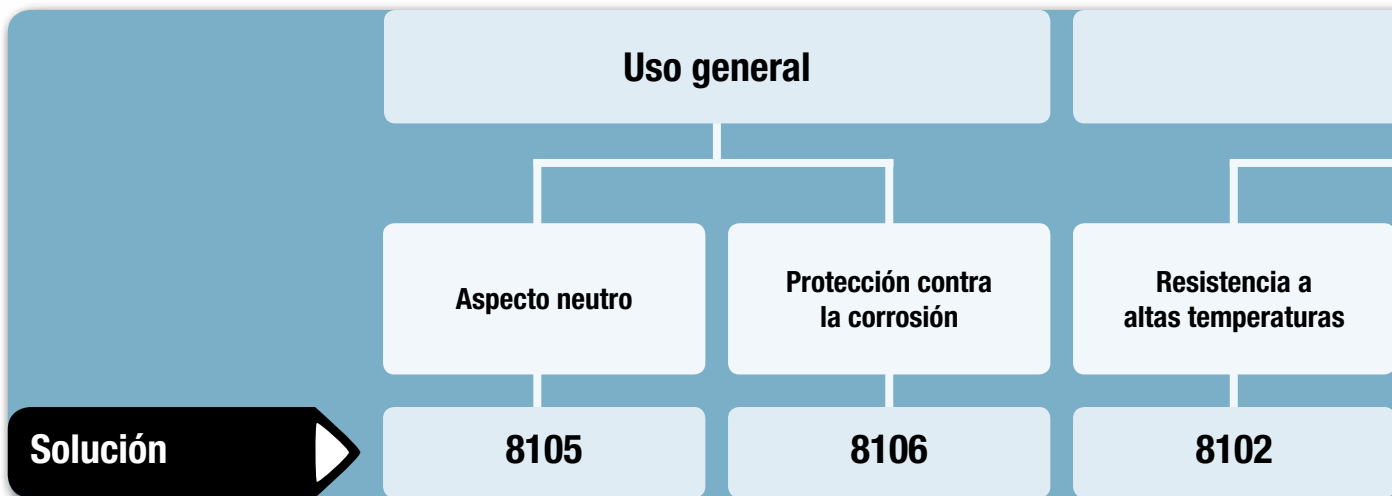 Uso general
Aspecto neutro
Protección contra
la corrosión
Resistencia a
altas temperaturas
Solución
8105
8106
8102